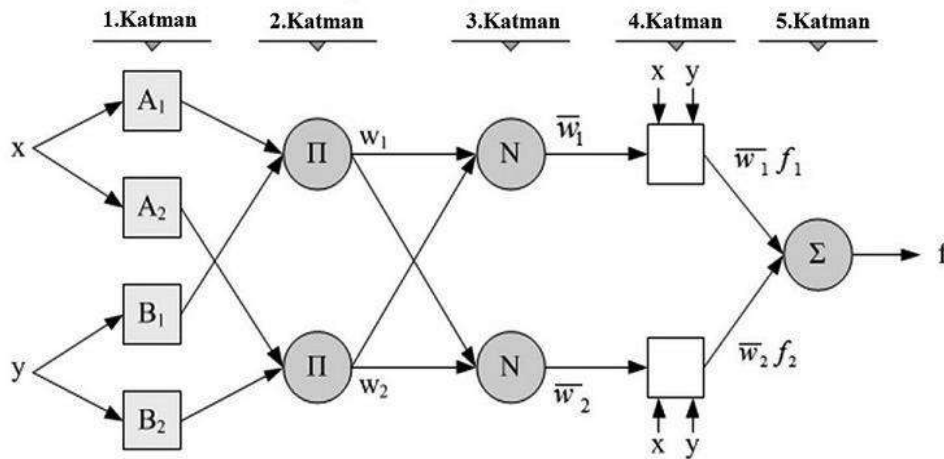 1.Katman 2.Katman 3.Katman 4.Katman 5.Katman
x y
A₁ w₁ w̅₁
x Π N w̅₁ f₁
A₂
Σ f
B₁
y Π N w̅₂ f₂
w₂ w̅₂
B₂
x y